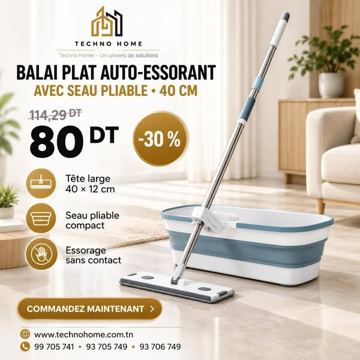 TECHNO HOME
Techno Home - Un univers de solutions
BALAI PLAT AUTO-ESSORANT
AVEC SEAU PLIABLE • 40 CM
114,29 DT
80 DT
-30 %
Tête large
40 × 12 cm
Seau pliable
compact
Essorage
sans contact
COMMANDEZ MAINTENANT >
www.technohome.com.tn
99 705 741 • 93 705 749 • 93 706 749